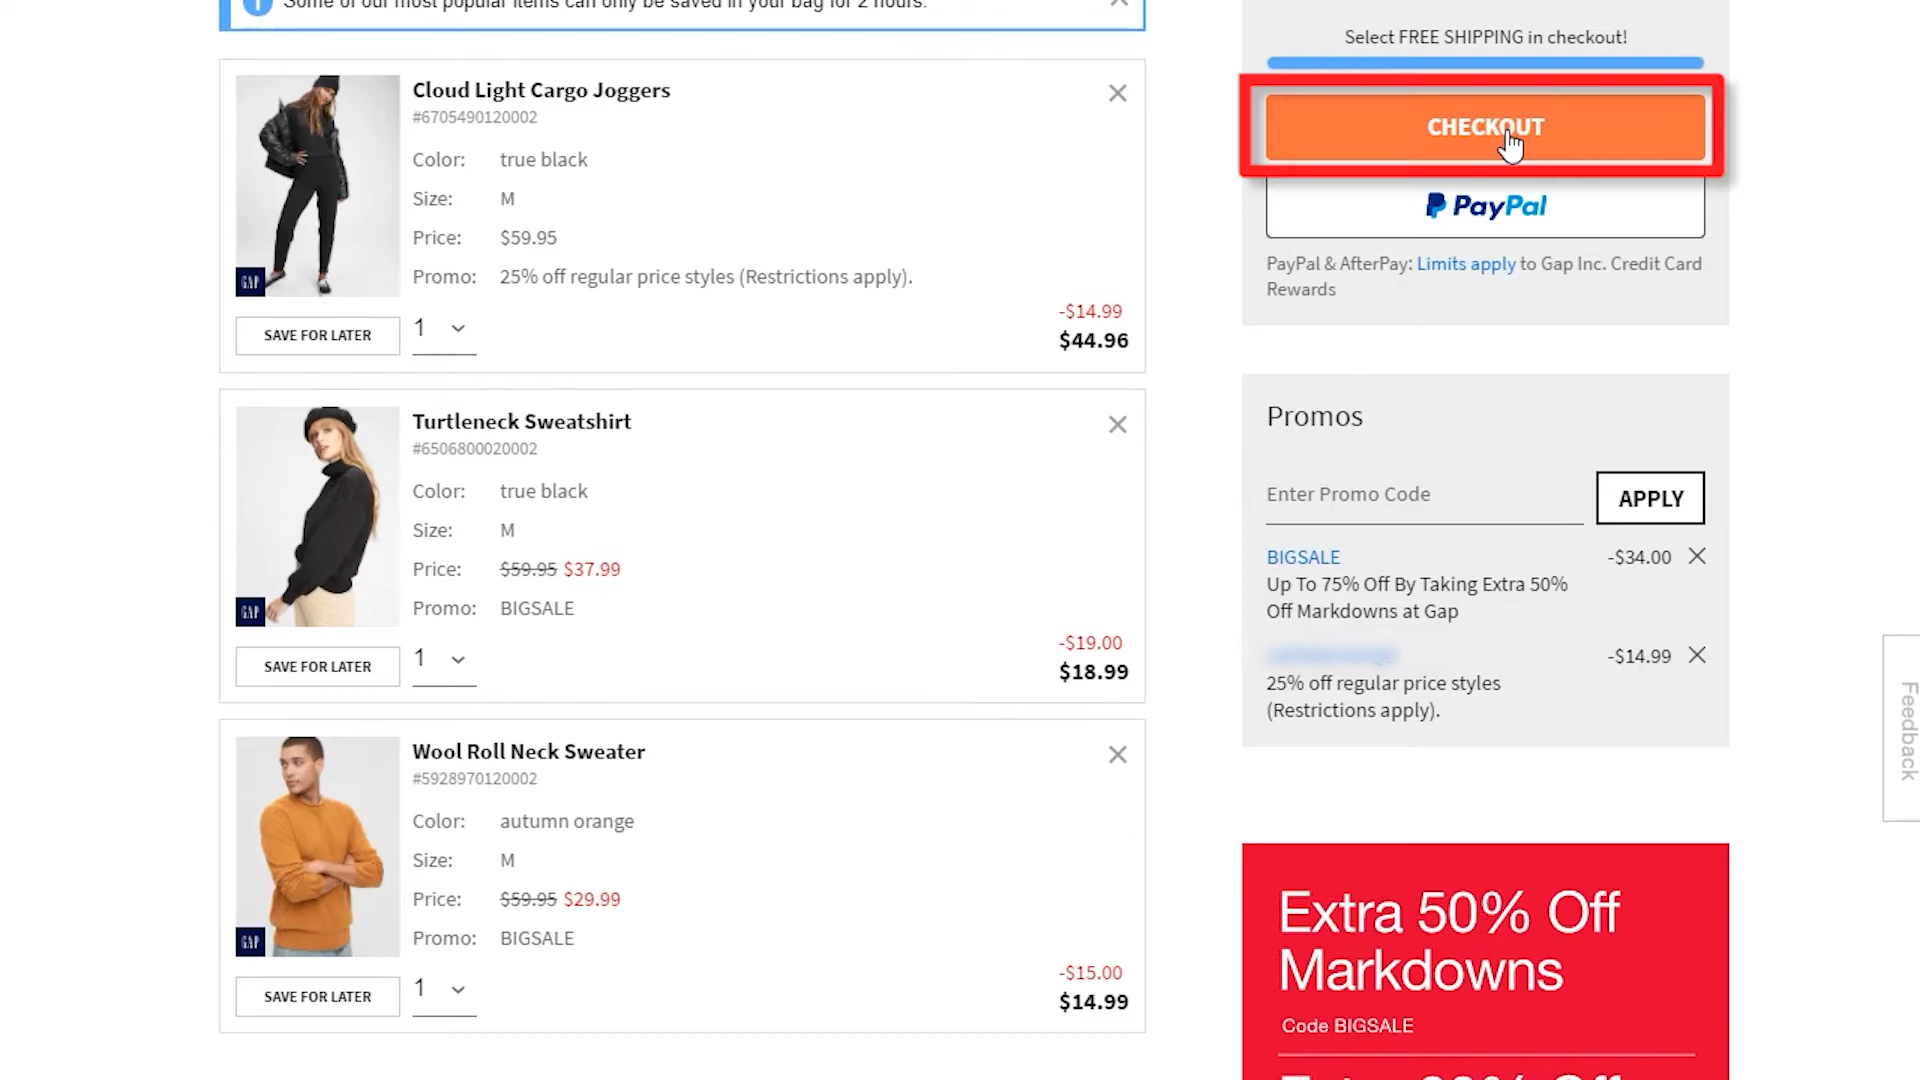 Some of our most popular items can only be saved in your bag for 2 hours.
Cloud Light Cargo Joggers
#6705490120002
Color: true black
Size: M
Price: $59.95
Promo: 25% off regular price styles (Restrictions apply).
GAP
SAVE FOR LATER
1
-$14.99
$44.96
Turtleneck Sweatshirt
#6506800020002
Color: true black
Size: M
Price: $59.95 $37.99
Promo: BIGSALE
GAP
SAVE FOR LATER
1
-$19.00
$18.99
Wool Roll Neck Sweater
#5928970120002
Color: autumn orange
Size: M
Price: $59.95 $29.99
Promo: BIGSALE
GAP
SAVE FOR LATER
1
-$15.00
$14.99
Select FREE SHIPPING in checkout!
CHECKOUT
PayPal
PayPal & AfterPay: Limits apply to Gap Inc. Credit Card
Rewards
Promos
Enter Promo Code
APPLY
BIGSALE -$34.00
Up To 75% Off By Taking Extra 50%
Off Markdowns at Gap
-$14.99
25% off regular price styles
(Restrictions apply).
Extra 50% Off
Markdowns
Code BIGSALE
Feedback